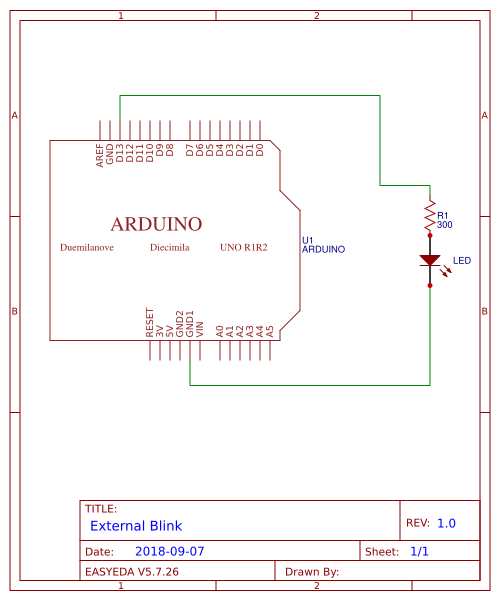 1 2
A A
AREF GND D13 D12 D11 D10 D9 D8 D7 D6 D5 D4 D3 D2 D1 D0
R1
300
ARDUINO
U1
Duemilanove Diecimila UNO R1R2
ARDUINO
LED
B B
RESET 3V 5V GND2 GND1 VIN A0 A1 A2 A3 A4 A5
TITLE:
External Blink
REV: 1.0
Date: 2018-09-07 Sheet: 1/1
EASYEDA V5.7.26 Drawn By:
1 2